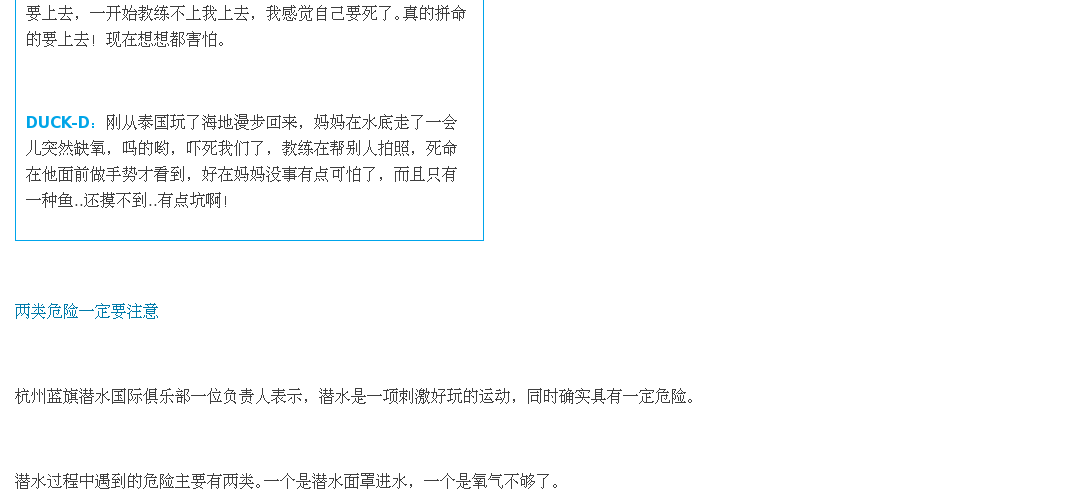 要上去，一开始教练不上我上去，我感觉自己要死了。真的拼命
的要上去！现在想想都害怕。
DUCK-D：刚从泰国玩了海地漫步回来，妈妈在水底走了一会
儿突然缺氧，吗的哟，吓死我们了，教练在帮别人拍照，死命
在他面前做手势才看到，好在妈妈没事有点可怕了，而且只有
一种鱼..还摸不到..有点坑啊！
两类危险一定要注意
杭州蓝旗潜水国际俱乐部一位负责人表示，潜水是一项刺激好玩的运动，同时确实具有一定危险。
潜水过程中遇到的危险主要有两类。一个是潜水面罩进水，一个是氧气不够了。